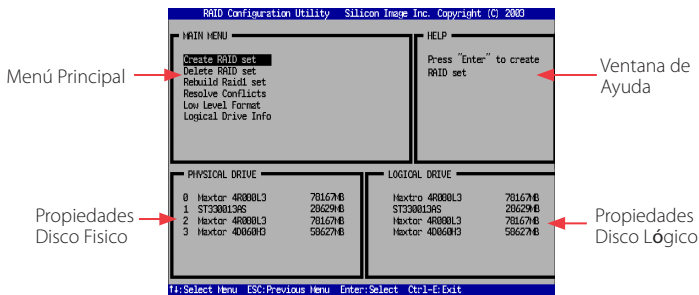 RAID Configuration Utility Silicon Image Inc. Copyright (C) 2003
MAIN MENU
Create RAID set
Delete RAID set
Rebuild Raid1 set
Resolve Conflicts
Low Level Format
Logical Drive Info
HELP
Press "Enter" to create
RAID set
Menú Principal
Ventana de
Ayuda
PHYSICAL DRIVE
0 Maxtor 4R080L3 78167MB
1 ST330013AS 28629MB
2 Maxtor 4R080L3 78167MB
3 Maxtor 4D060H3 58627MB
LOGICAL DRIVE
Maxtro 4R080L3 78167MB
ST330013AS 28629MB
Maxtor 4R080L3 78167MB
Maxtor 4D060H3 58627MB
Propiedades
Disco Fisico
Propiedades
Disco Lógico
↑↓:Select Menu ESC:Previous Menu Enter:Select Ctrl-E:Exit